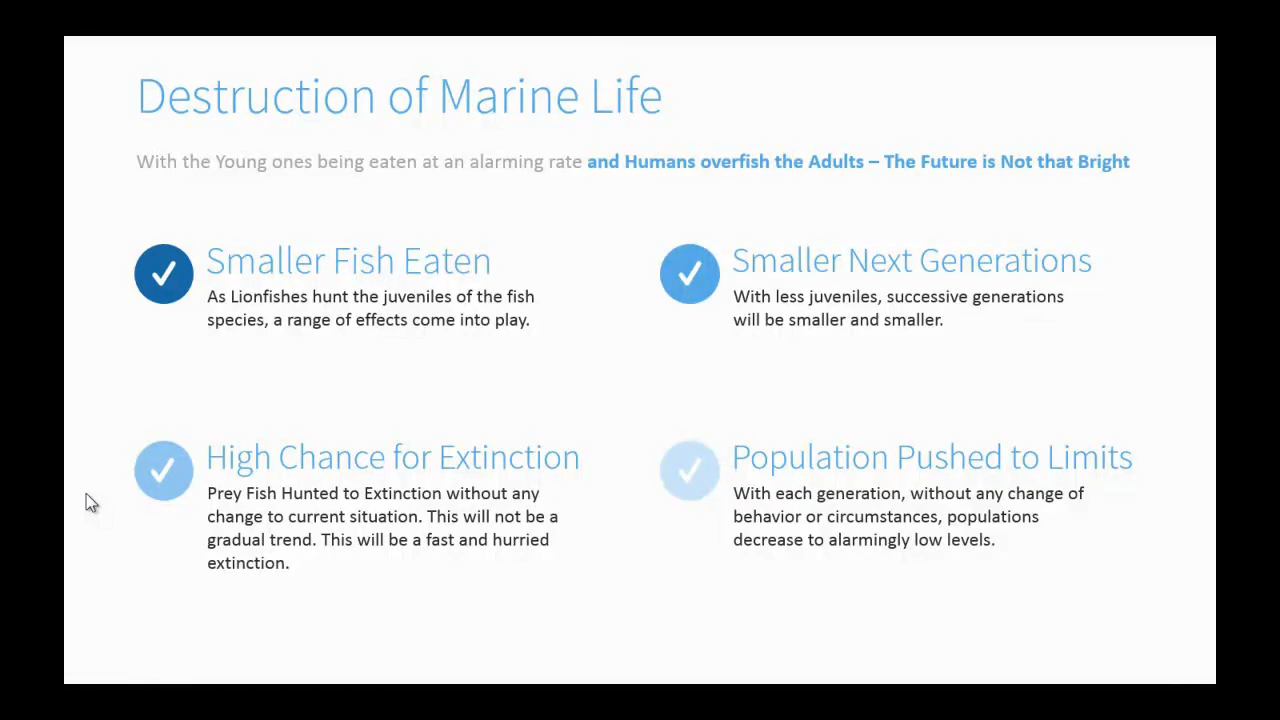 Destruction of Marine Life
With the Young ones being eaten at an alarming rate and Humans overfish the Adults – The Future is Not that Bright
Smaller Fish Eaten
As Lionfishes hunt the juveniles of the fish
species, a range of effects come into play.
Smaller Next Generations
With less juveniles, successive generations
will be smaller and smaller.
High Chance for Extinction
Prey Fish Hunted to Extinction without any
change to current situation. This will not be a
gradual trend. This will be a fast and hurried
extinction.
Population Pushed to Limits
With each generation, without any change of
behavior or circumstances, populations
decrease to alarmingly low levels.